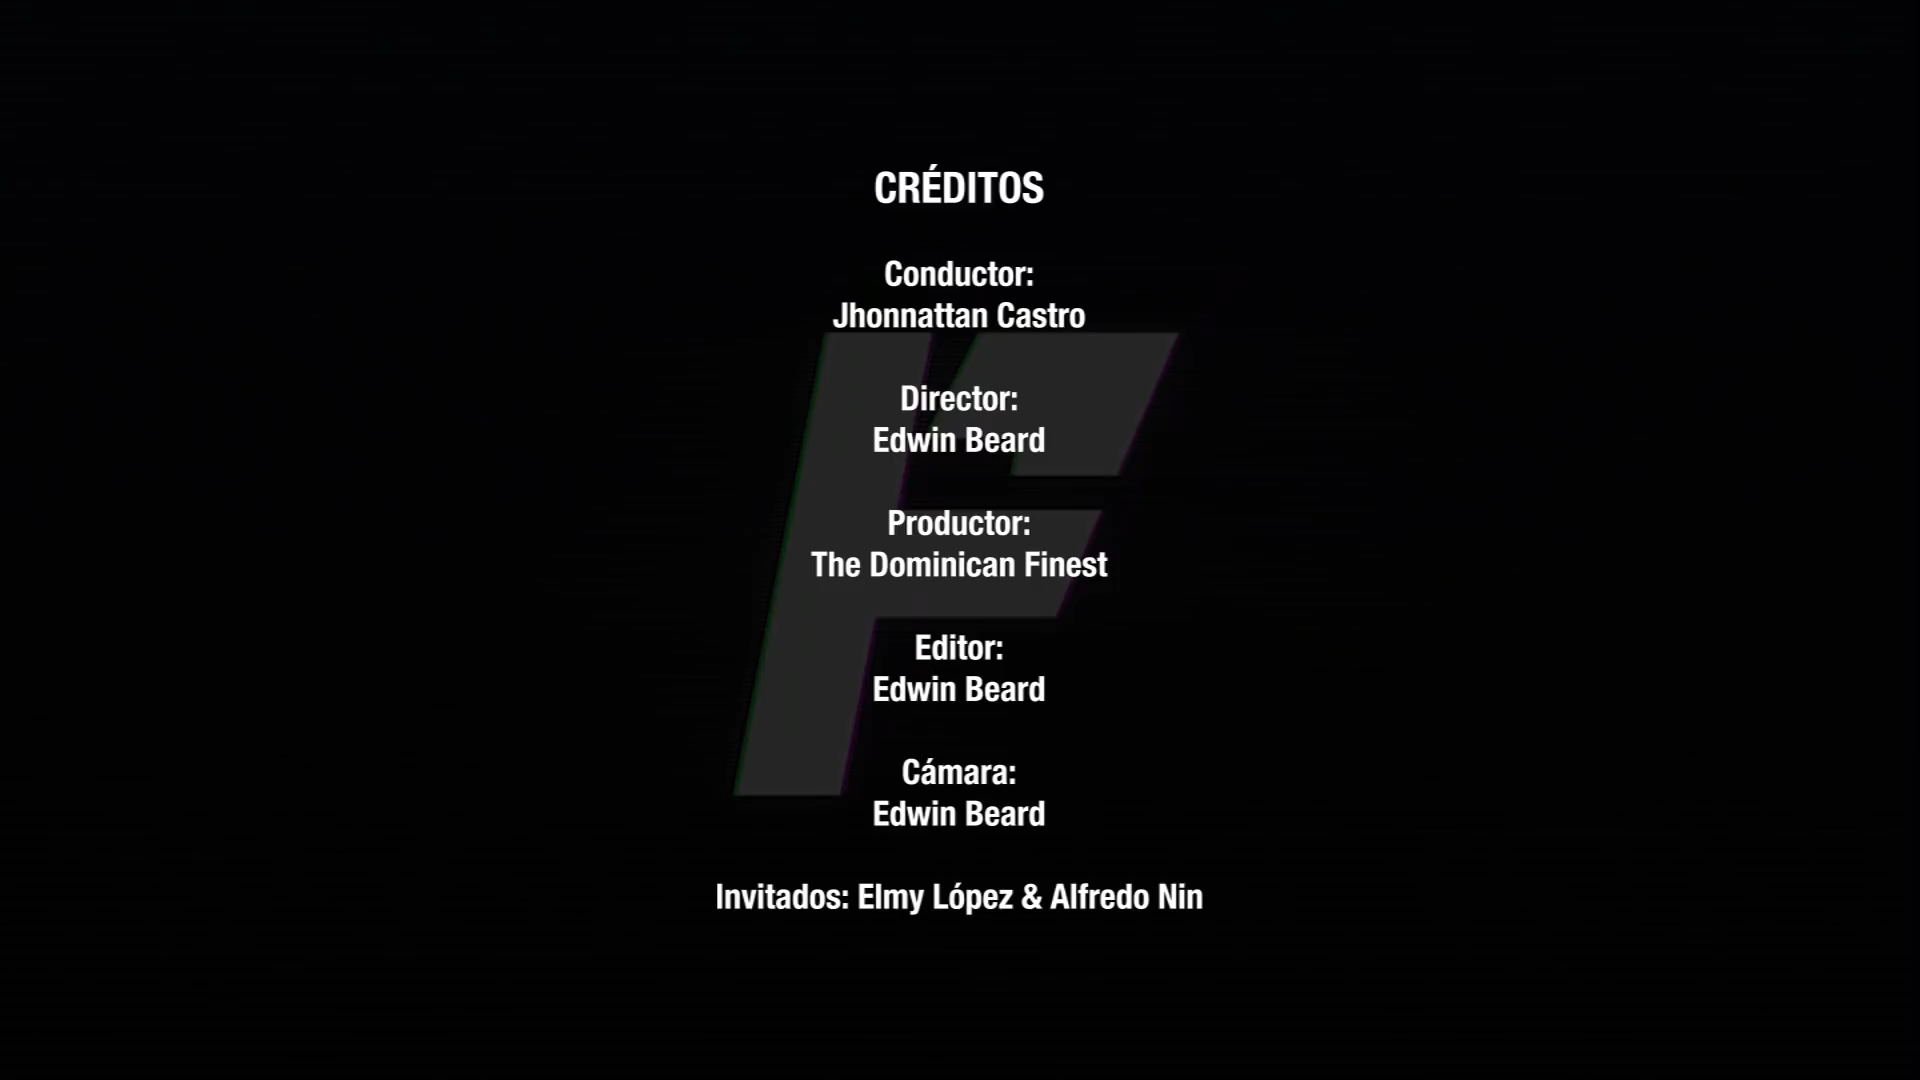 CRÉDITOS
Conductor:
Jhonnattan Castro
Director:
Edwin Beard
Productor:
The Dominican Finest
Editor:
Edwin Beard
Cámara:
Edwin Beard
Invitados: Elmy López & Alfredo Nin